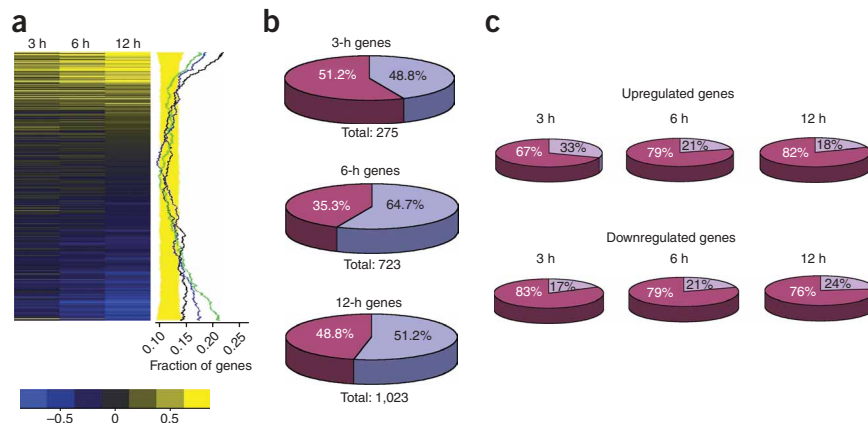 a
3 h 6 h 12 h
0.10 0.15 0.20 0.25
Fraction of genes
−0.5 0 0.5
b
3-h genes
51.2% 48.8%
Total: 275
6-h genes
35.3% 64.7%
Total: 723
12-h genes
48.8% 51.2%
Total: 1,023
c
Upregulated genes
3 h 6 h 12 h
67% 33% 79% 21% 82% 18%
Downregulated genes
3 h 6 h 12 h
83% 17% 79% 21% 76% 24%